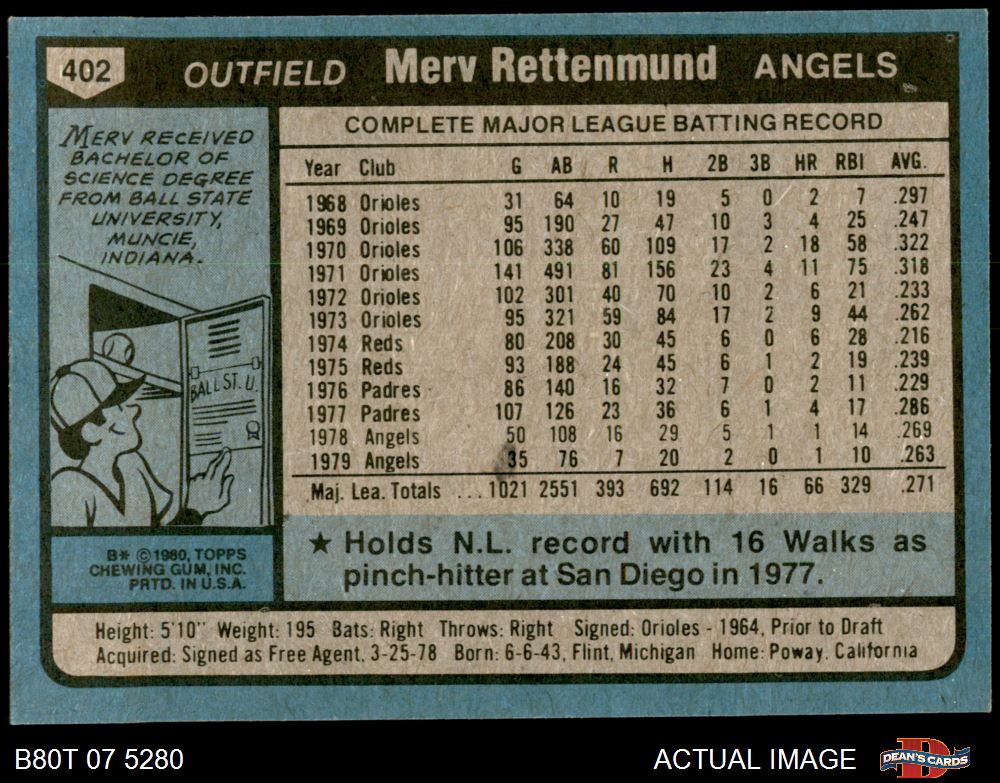 402 OUTFIELD Merv Rettenmund ANGELS
MERV RECEIVED
BACHELOR OF
SCIENCE DEGREE
FROM BALL STATE
UNIVERSITY,
MUNCIE,
INDIANA.
BALL ST. U.
B* © 1980, TOPPS
CHEWING GUM, INC.
PRTD. IN U.S.A.
COMPLETE MAJOR LEAGUE BATTING RECORD
Year Club G AB R H 2B 3B HR RBI AVG.
1968 Orioles 31 64 10 19 5 0 2 7 .297
1969 Orioles 95 190 27 47 10 3 4 25 .247
1970 Orioles 106 338 60 109 17 2 18 58 .322
1971 Orioles 141 491 81 156 23 4 11 75 .318
1972 Orioles 102 301 40 70 10 2 6 21 .233
1973 Orioles 95 321 59 84 17 2 9 44 .262
1974 Reds 80 208 30 45 6 0 6 28 .216
1975 Reds 93 188 24 45 6 1 2 19 .239
1976 Padres 86 140 16 32 7 0 2 11 .229
1977 Padres 107 126 23 36 6 1 4 17 .286
1978 Angels 50 108 16 29 5 1 1 14 .269
1979 Angels 35 76 7 20 2 0 1 10 .263
Maj. Lea. Totals ...1021 2551 393 692 114 16 66 329 .271
★ Holds N.L. record with 16 Walks as
pinch-hitter at San Diego in 1977.
Height: 5'10" Weight: 195 Bats: Right Throws: Right Signed: Orioles - 1964, Prior to Draft
Acquired: Signed as Free Agent, 3-25-78 Born: 6-6-43, Flint, Michigan Home: Poway, California
B80T 07 5280 ACTUAL IMAGE DEAN'S CARDS